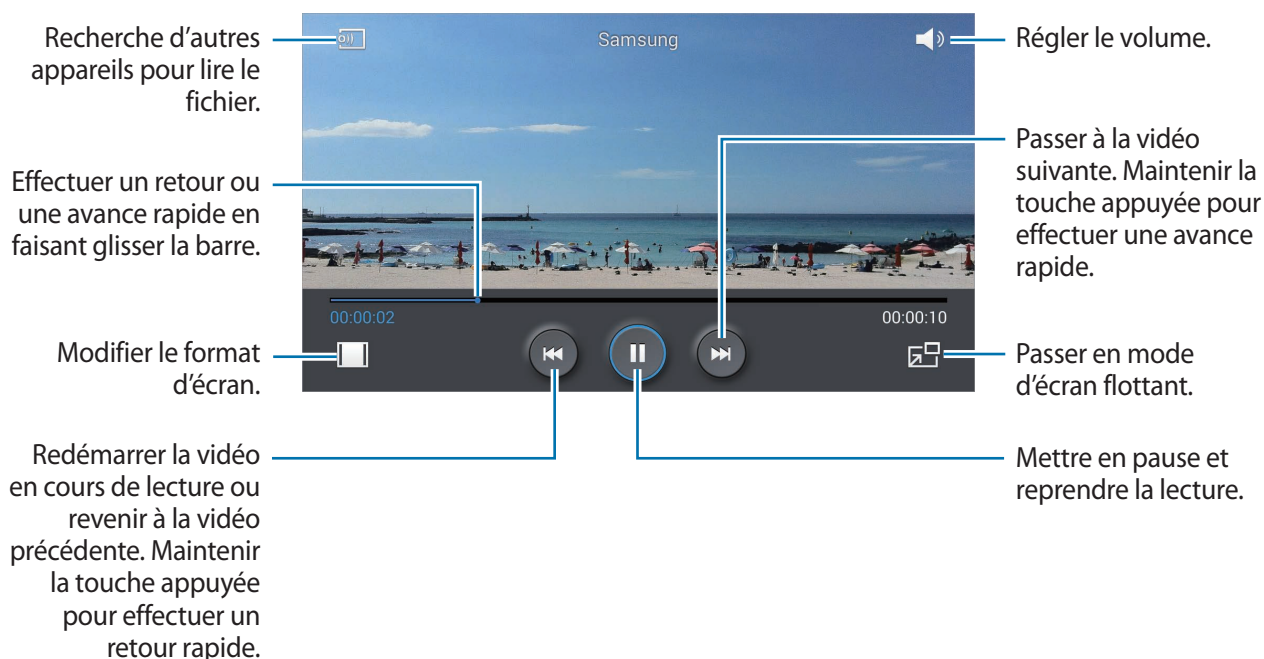 Recherche d'autres
appareils pour lire le
fichier.
Samsung
Régler le volume.
Effectuer un retour ou
une avance rapide en
faisant glisser la barre.
Passer à la vidéo
suivante. Maintenir la
touche appuyée pour
effectuer une avance
rapide.
00:00:02
00:00:10
Modifier le format
d'écran.
Passer en mode
d'écran flottant.
Redémarrer la vidéo
en cours de lecture ou
revenir à la vidéo
précédente. Maintenir
la touche appuyée
pour effectuer un
retour rapide.
Mettre en pause et
reprendre la lecture.